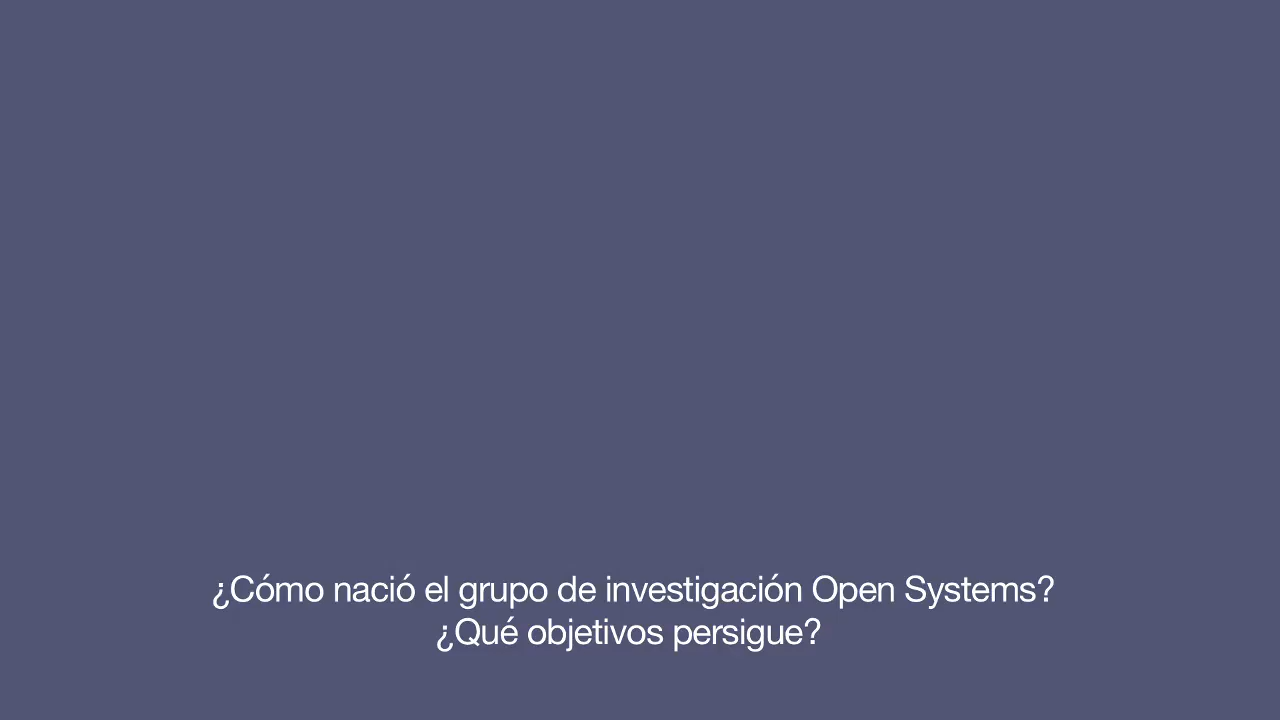 ¿Cómo nació el grupo de investigación Open Systems?
¿Qué objetivos persigue?